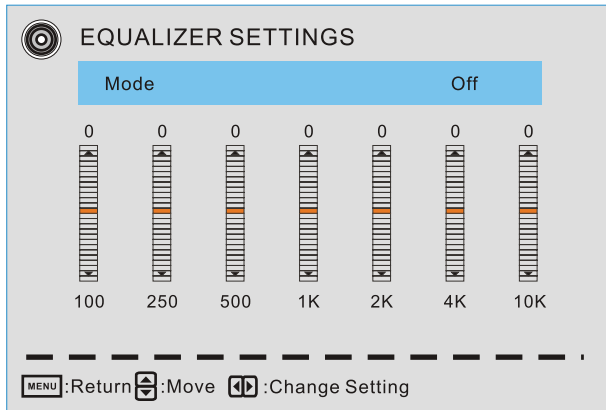 EQUALIZER SETTINGS
Mode Off
0 0 0 0 0 0 0
100 250 500 1K 2K 4K 10K
MENU :Return :Move :Change Setting